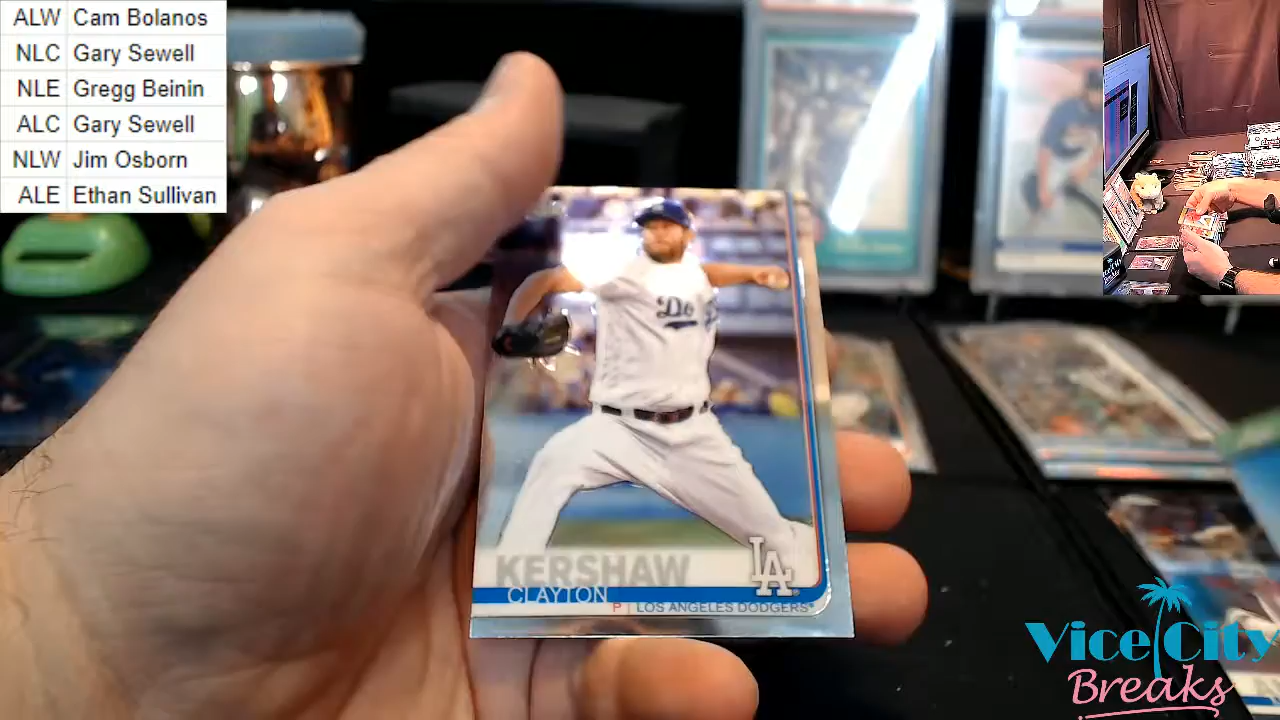 ALW Cam Bolanos
NLC Gary Sewell
NLE Gregg Beinin
ALC Gary Sewell
NLW Jim Osborn
ALE Ethan Sullivan
Do
KERSHAW
LA
CLAYTON
P | LOS ANGELES DODGERS
Vice City
Breaks